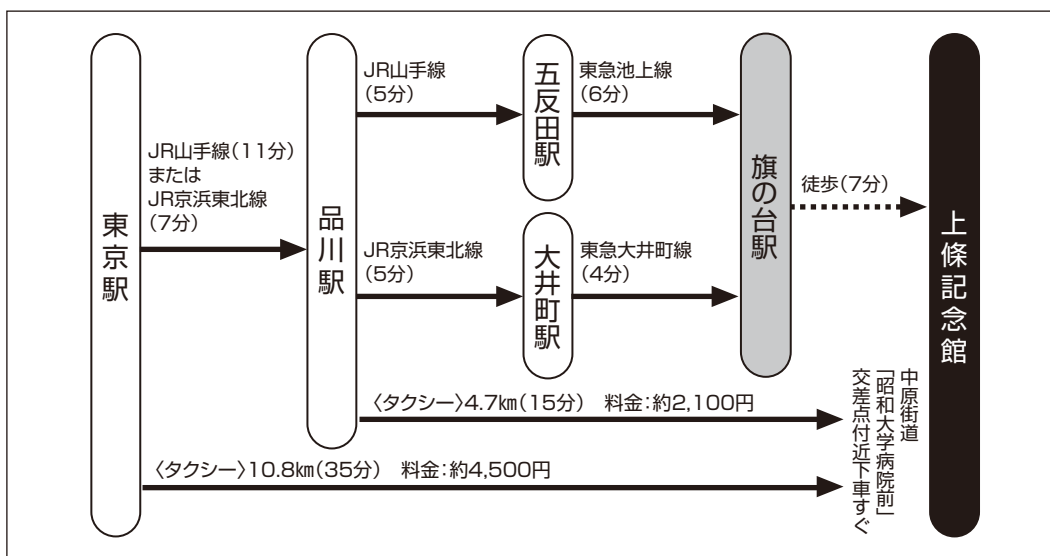 東京駅
JR山手線(11分)
または
JR京浜東北線
(7分)
品川駅
JR山手線
(5分)
五反田駅
東急池上線
(6分)
JR京浜東北線
(5分)
大井町駅
東急大井町線
(4分)
旗の台駅
徒歩(7分)
上條記念館
〈タクシー〉4.7㎞(15分) 料金:約2,100円
〈タクシー〉10.8㎞(35分) 料金:約4,500円
中原街道
「昭和大学病院前」
交差点付近下車すぐ